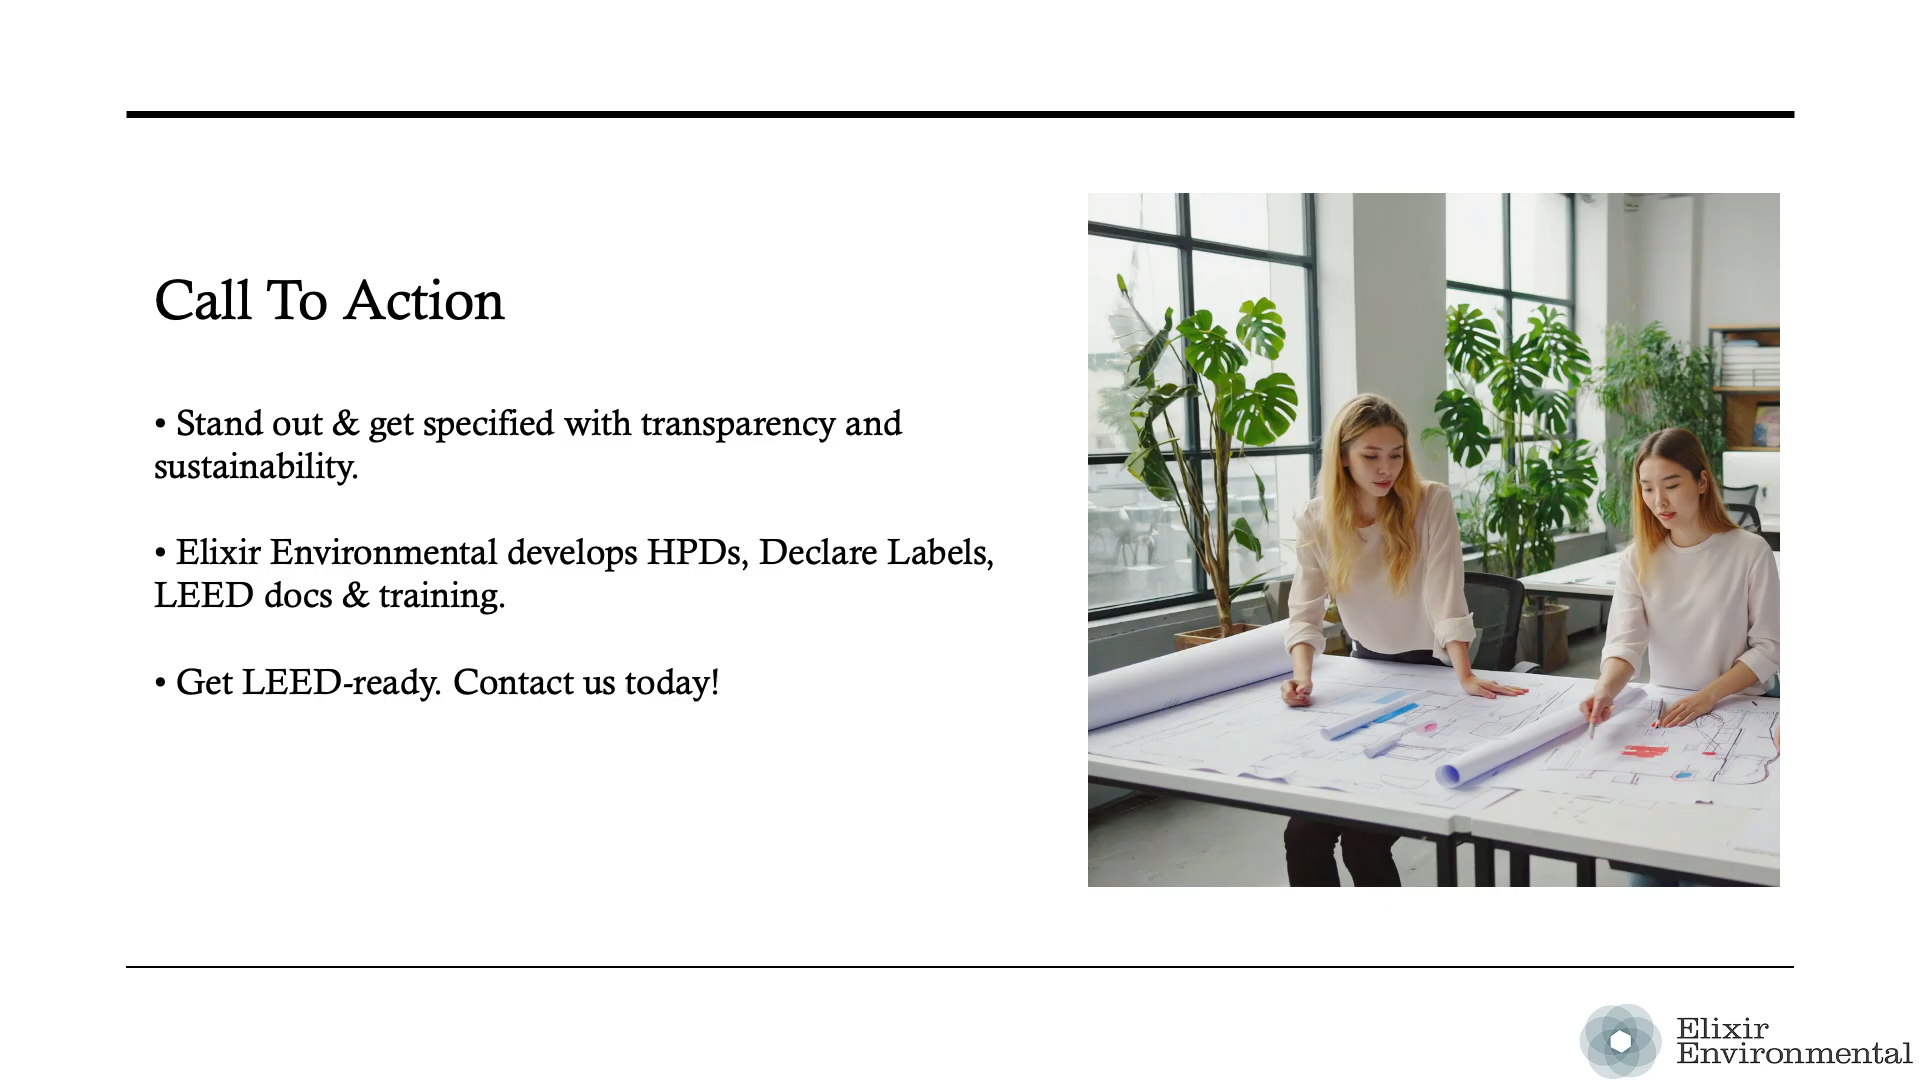 Call To Action
• Stand out & get specified with transparency and
sustainability.
• Elixir Environmental develops HPDs, Declare Labels,
LEED docs & training.
• Get LEED-ready. Contact us today!
Elixir
Environmental